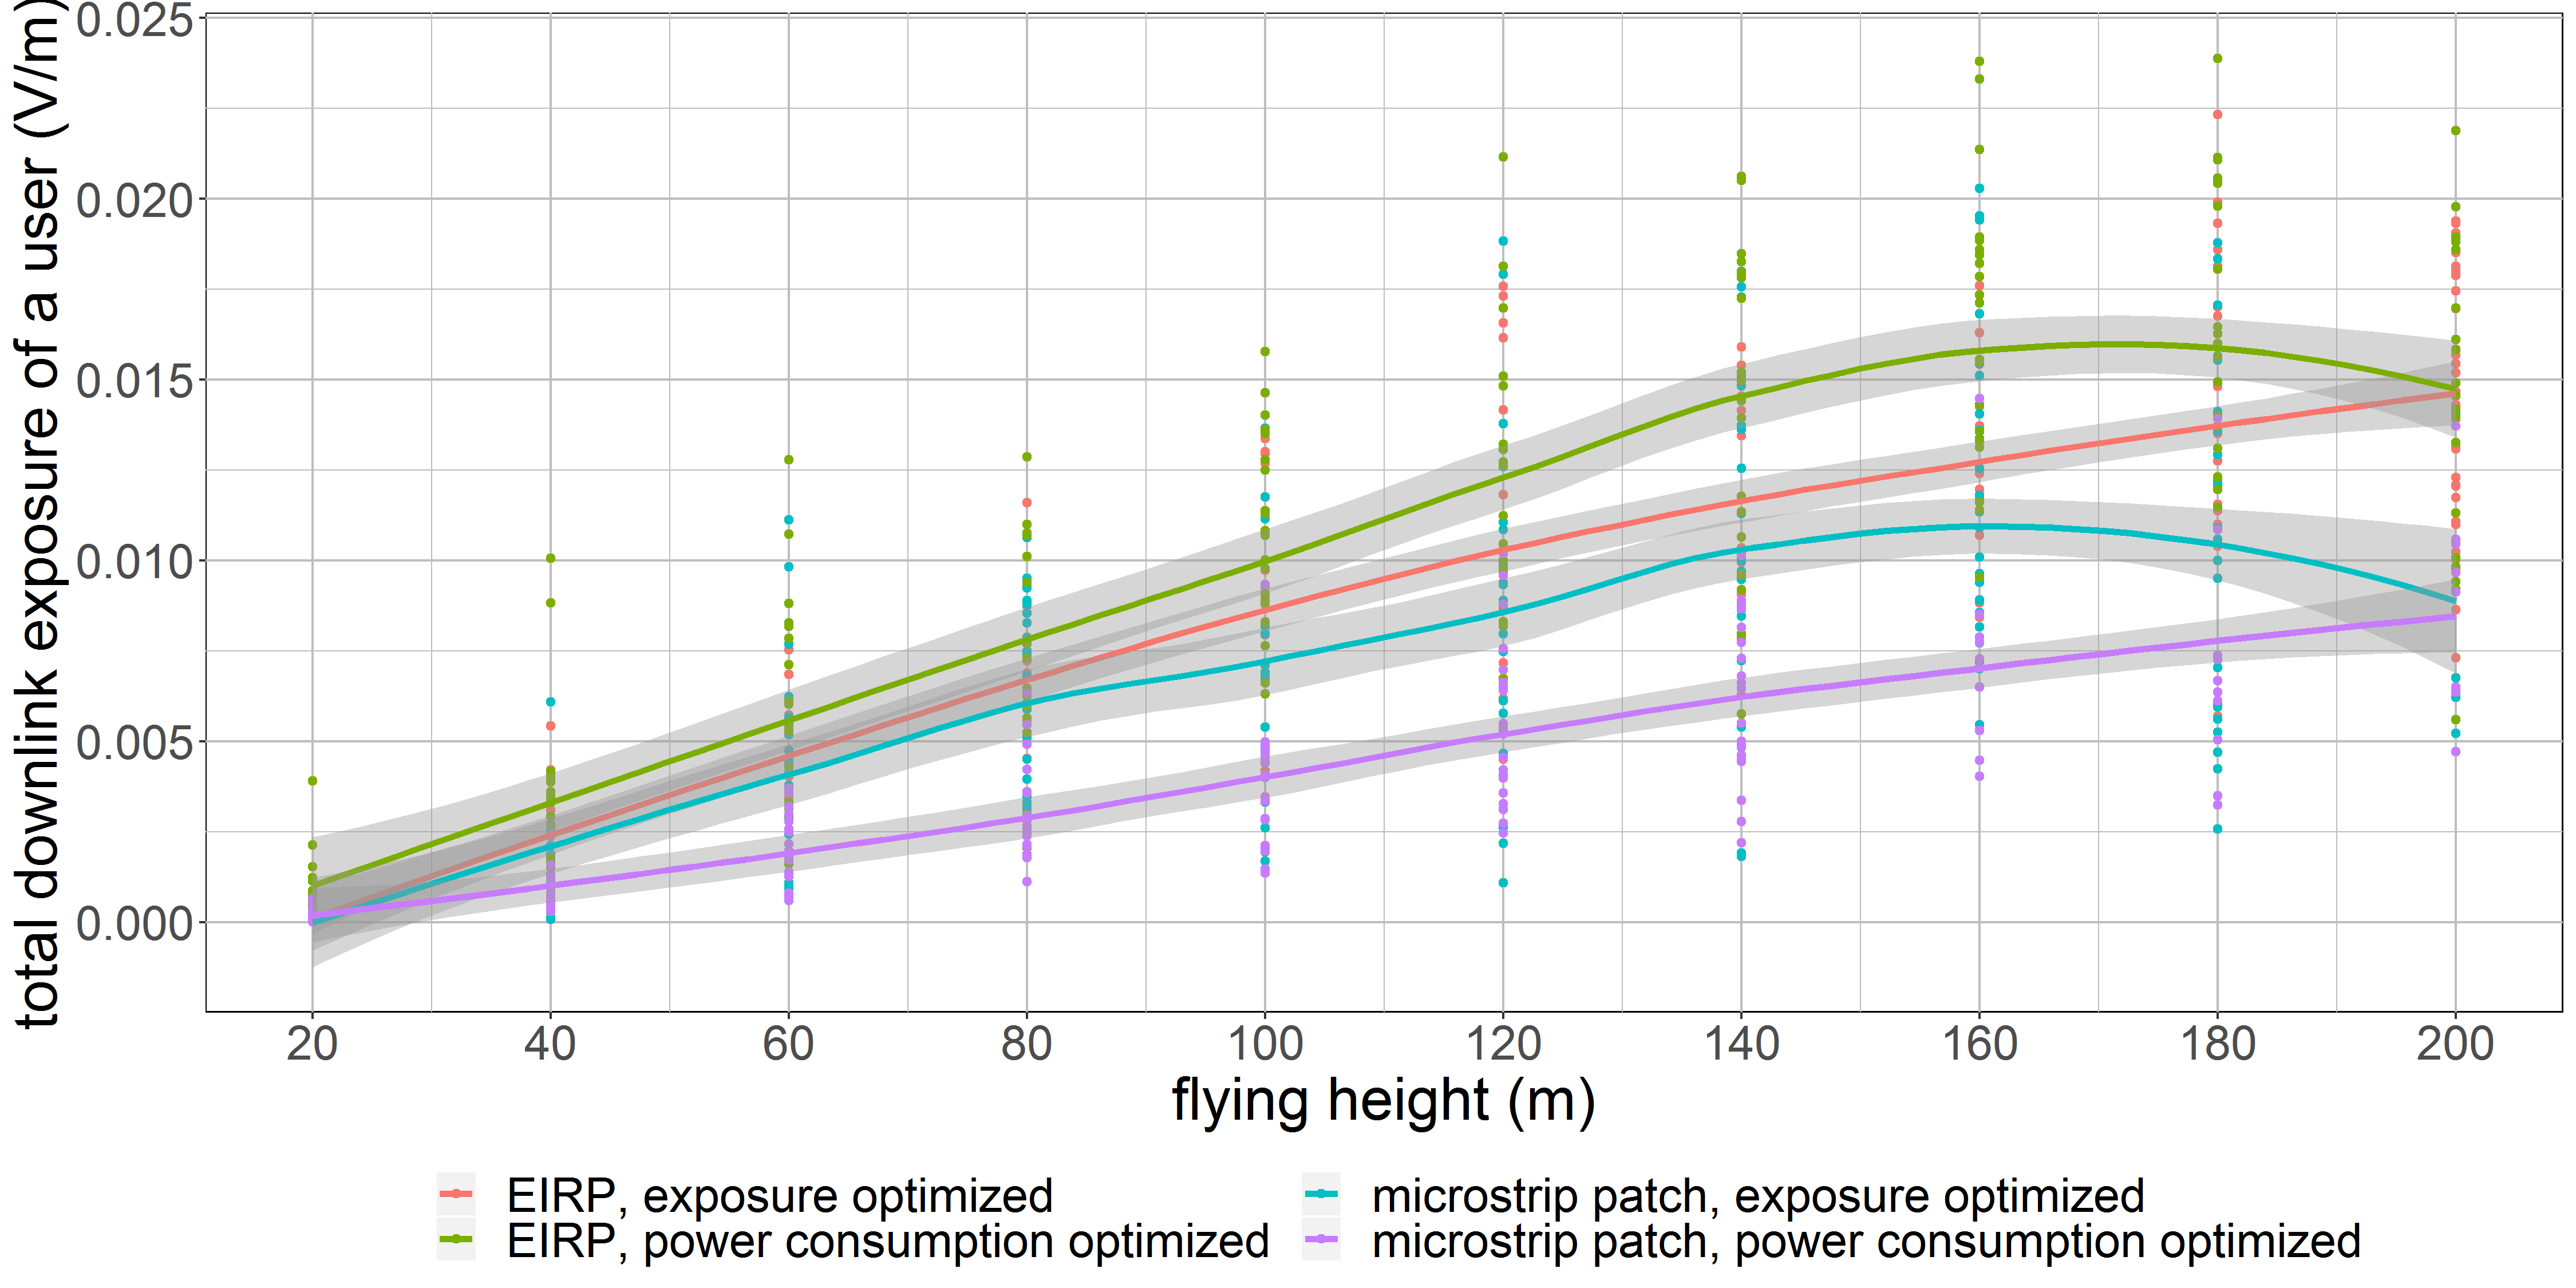 total downlink exposure of a user (V/m)
0.025
0.020
0.015
0.010
0.005
0.000
20 40 60 80 100 120 140 160 180 200
flying height (m)
EIRP, exposure optimized
EIRP, power consumption optimized
microstrip patch, exposure optimized
microstrip patch, power consumption optimized